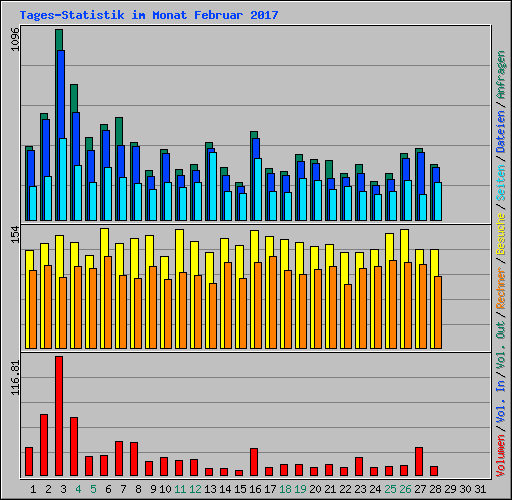 Tages-Statistik im Monat Februar 2017
1096
154
116.81
Volumen / Vol. In / Vol. Out / Rechner / Besuche / Seiten / Dateien / Anfragen
1 2 3 4 5 6 7 8 9 10 11 12 13 14 15 16 17 18 19 20 21 22 23 24 25 26 27 28 29 30 31